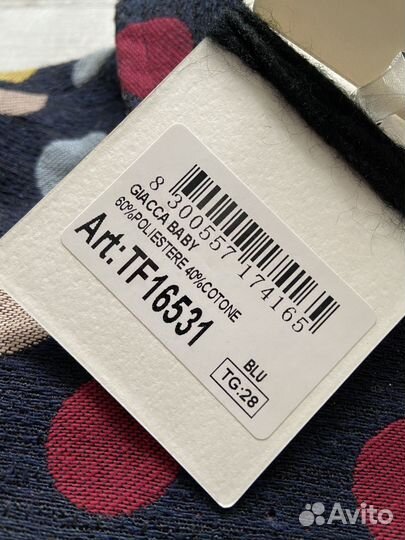 8 300557 174165
GIACCA BABY
60%POLIESTERE 40%COTONE
Art:TF16531
BLU
TG:28
Avito